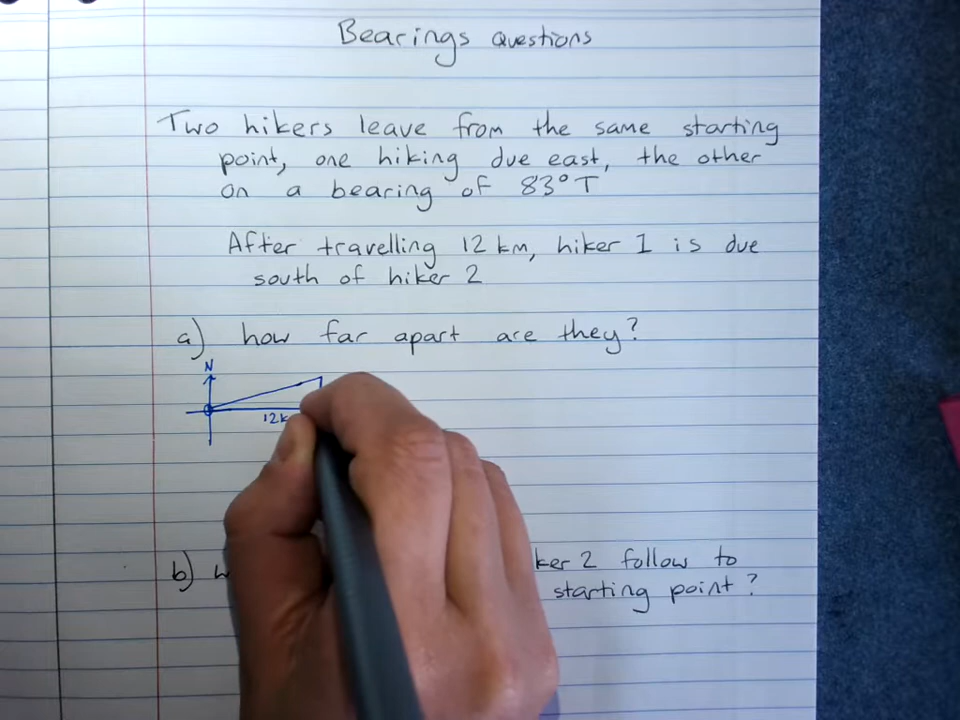 Bearings Questions
Two hikers leave from the same starting
point, one hiking due east, the other
on a bearing of 83°T
After travelling 12 km, hiker 1 is due
south of hiker 2
a) how far apart are they?
N
12k
b) w
ker 2 follow to
starting point?